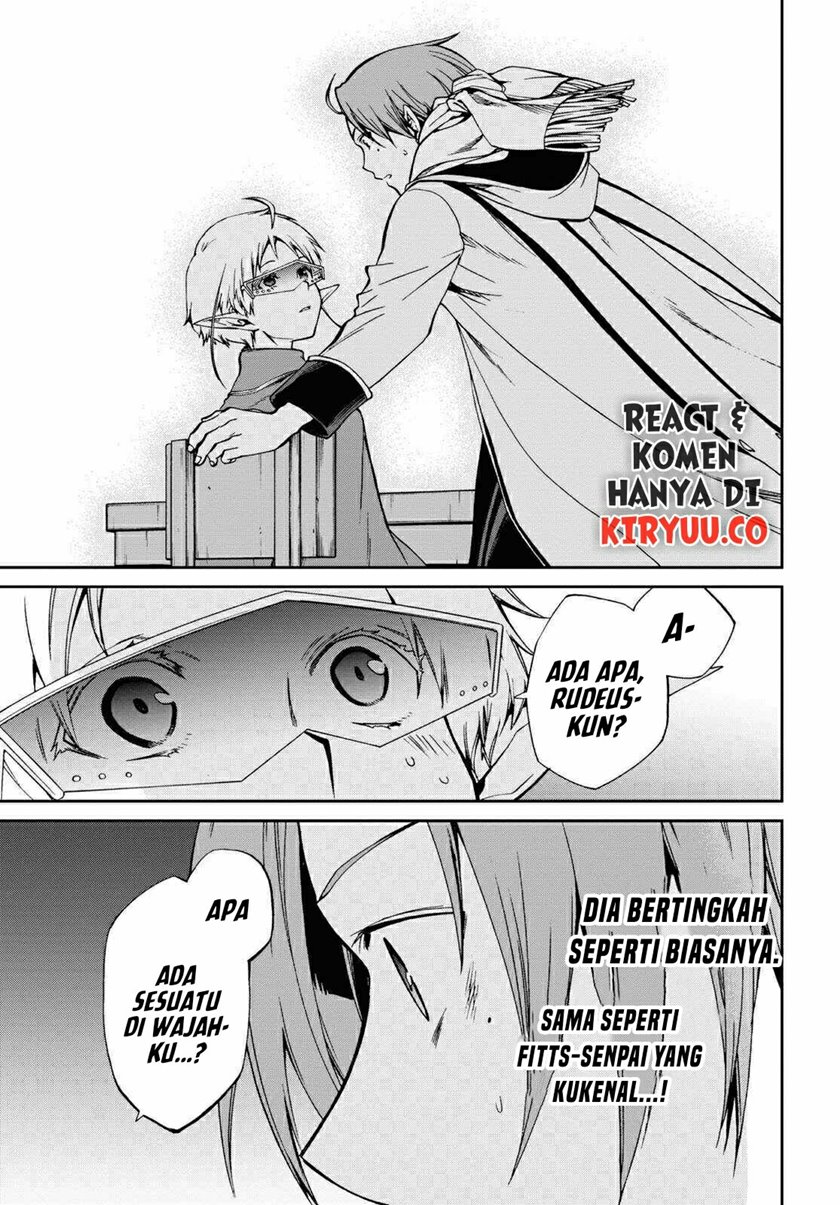 REACT &
KOMEN
HANYA DI
KIRYUU.CO
A-
ADA APA,
RUDEUS-
KUN?
DIA BERTINGKAH
SEPERTI BIASANYA.
SAMA SEPERTI
FITTS-SENPAI YANG
KUKENAL...!
APA
ADA
SESUATU
DI WAJAH-
KU...?